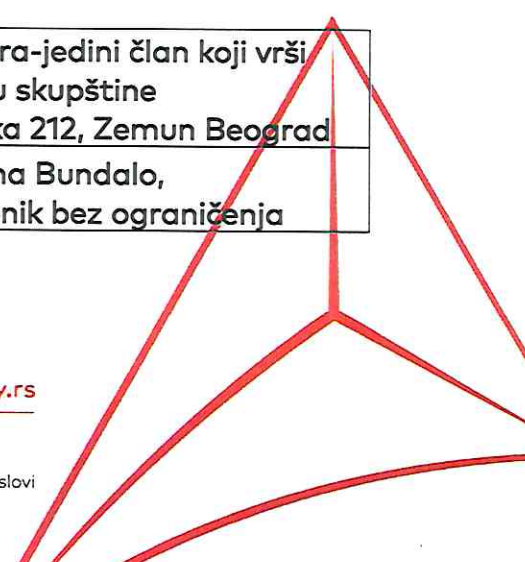 ra-jedini član koji vrši
u skupštine
ka 212, Zemun Beograd
na Bundalo,
nik bez ograničenja
y.rs
slovi